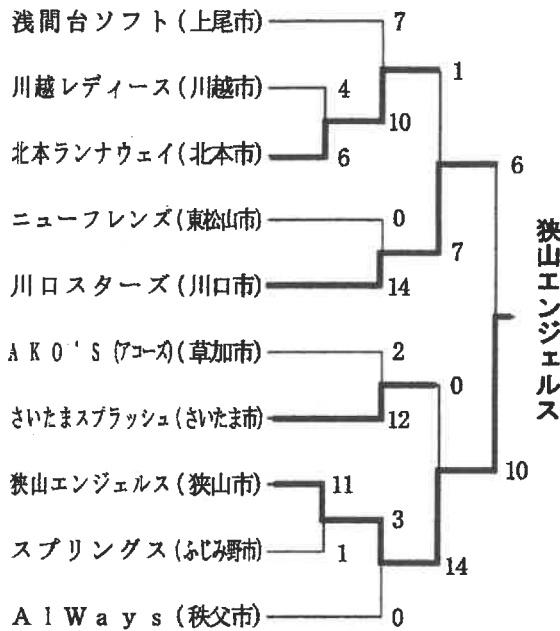 浅間台ソフト(上尾市)
7
1
川越レディース(川越市)
4
10
北本ランナウェイ(北本市)
6
6
ニューフレンズ(東松山市)
0
7
川口スターズ(川口市)
14
狭山エンジェルス
AKO'S(アコーズ)(草加市)
2
0
さいたまスプラッシュ(さいたま市)
12
10
狭山エンジェルス(狭山市)
11
3
スプリングス(ふじみ野市)
1
14
AlWays(秩父市)
0